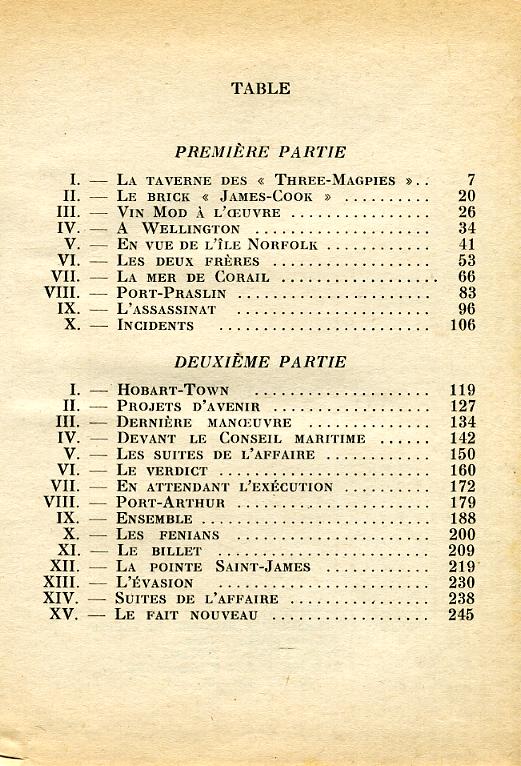 TABLE
PREMIÈRE PARTIE
I. — La taverne des « Three-Magpies ». . 7
II. — Le brick « James-Cook » .......... 20
III. — Vin Mod à l'œuvre ............... 26
IV. — A Wellington .................... 34
V. — En vue de l'île Norfolk ............ 41
VI. — Les deux frères ................. 53
VII. — La mer de Corail ................. 66
VIII. — Port-Praslin .................... 83
IX. — L'assassinat .................... 96
X. — Incidents ...................... 106
DEUXIÈME PARTIE
I. — Hobart-Town ................... 119
II. — Projets d'avenir ................ 127
III. — Dernière manœuvre .............. 134
IV. — Devant le Conseil maritime ...... 142
V. — Les suites de l'affaire ........... 150
VI. — Le verdict ..................... 160
VII. — En attendant l'exécution ......... 172
VIII. — Port-Arthur .................... 179
IX. — Ensemble ....................... 188
X. — Les fenians .................... 200
XI. — Le billet ...................... 209
XII. — La pointe Saint-James ........... 219
XIII. — L'évasion ...................... 230
XIV. — Suites de l'affaire .............. 238
XV. — Le fait nouveau ................ 245